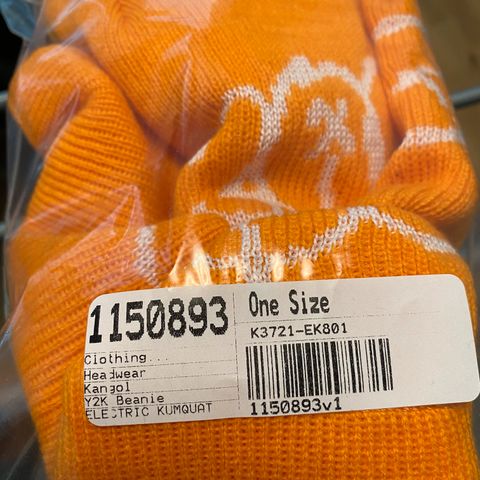 1150893
Clothing...
Headwear
Kangol
Y2K Beanie
ELECTRIC KUMQUAT
One Size
K3721-EK801
1150893v1